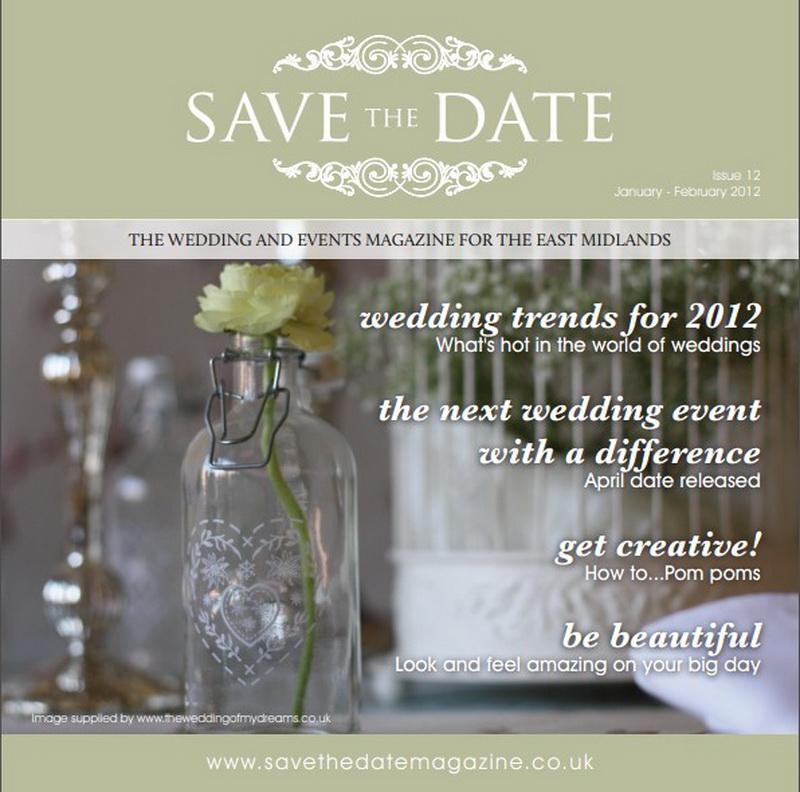 SAVE THE DATE
Issue 12
January - February 2012
THE WEDDING AND EVENTS MAGAZINE FOR THE EAST MIDLANDS
wedding trends for 2012
What's hot in the world of weddings
the next wedding event
with a difference
April date released
get creative!
How to...Pom poms
be beautiful
Look and feel amazing on your big day
Image supplied by www.theweddingofmydreams.co.uk
www.savethedatemagazine.co.uk